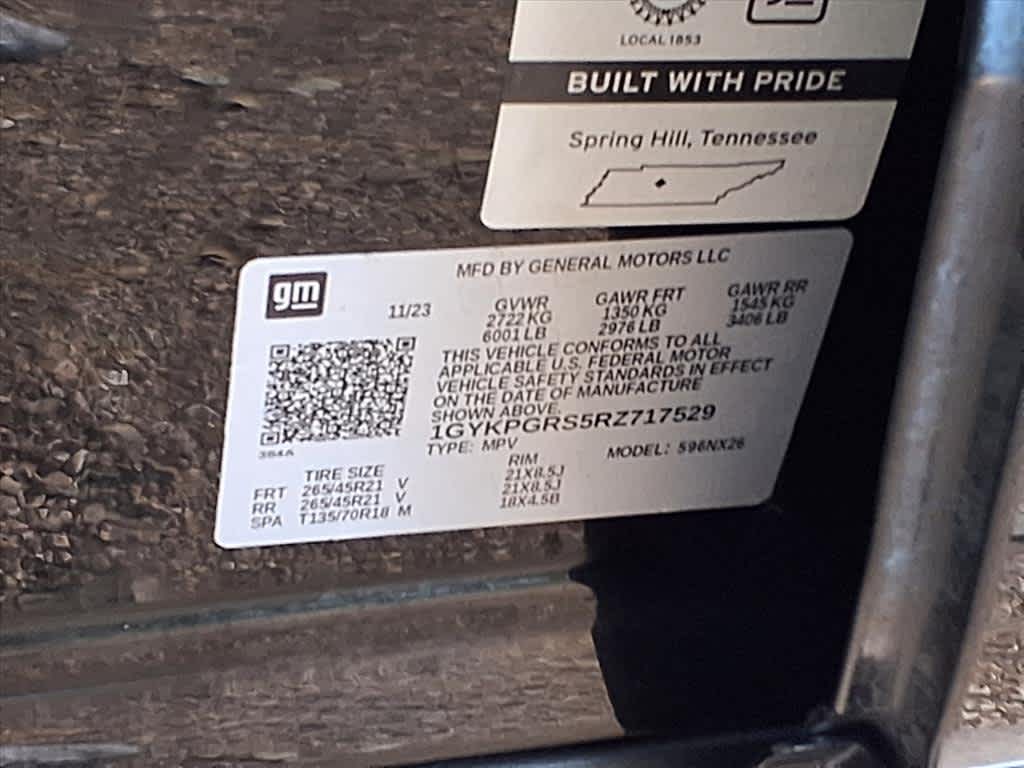 LOCAL 1853
BUILT WITH PRIDE
Spring Hill, Tennessee
gm
MFD BY GENERAL MOTORS LLC
11/23
GVWR
2722 KG
6001 LB
GAWR FRT
1350 KG
2976 LB
GAWR RR
1545 KG
3406 LB
THIS VEHICLE CONFORMS TO ALL
APPLICABLE U.S. FEDERAL MOTOR
VEHICLE SAFETY STANDARDS IN EFFECT
ON THE DATE OF MANUFACTURE
SHOWN ABOVE.
1GYKPGRS5RZ717529
TYPE: MPV
MODEL: 596NX26
TIRE SIZE
RIM
FRT 265/45R21 V 21X8.5J
RR 265/45R21 V 21X8.5J
SPA T135/70R18 M 18X4.5B